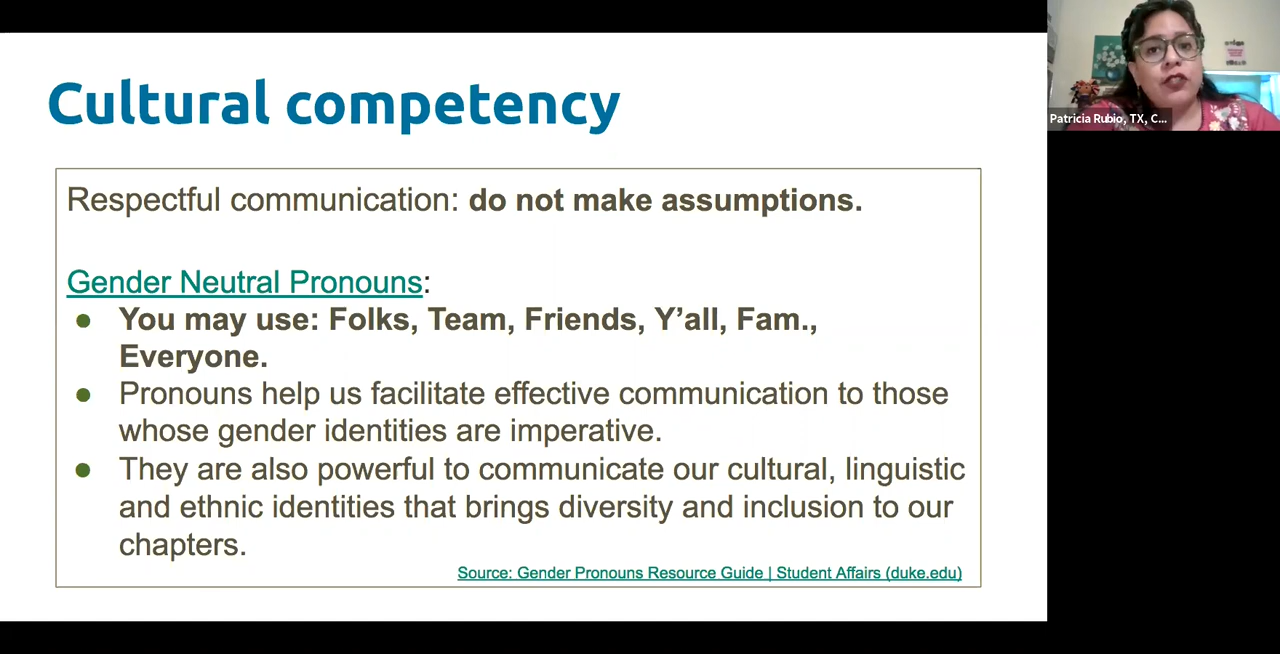 Cultural competency
Patricia Rubio, TX, C...
Respectful communication: do not make assumptions.
Gender Neutral Pronouns:
● You may use: Folks, Team, Friends, Y’all, Fam.,
Everyone.
● Pronouns help us facilitate effective communication to those
whose gender identities are imperative.
● They are also powerful to communicate our cultural, linguistic
and ethnic identities that brings diversity and inclusion to our
chapters.
Source: Gender Pronouns Resource Guide | Student Affairs (duke.edu)